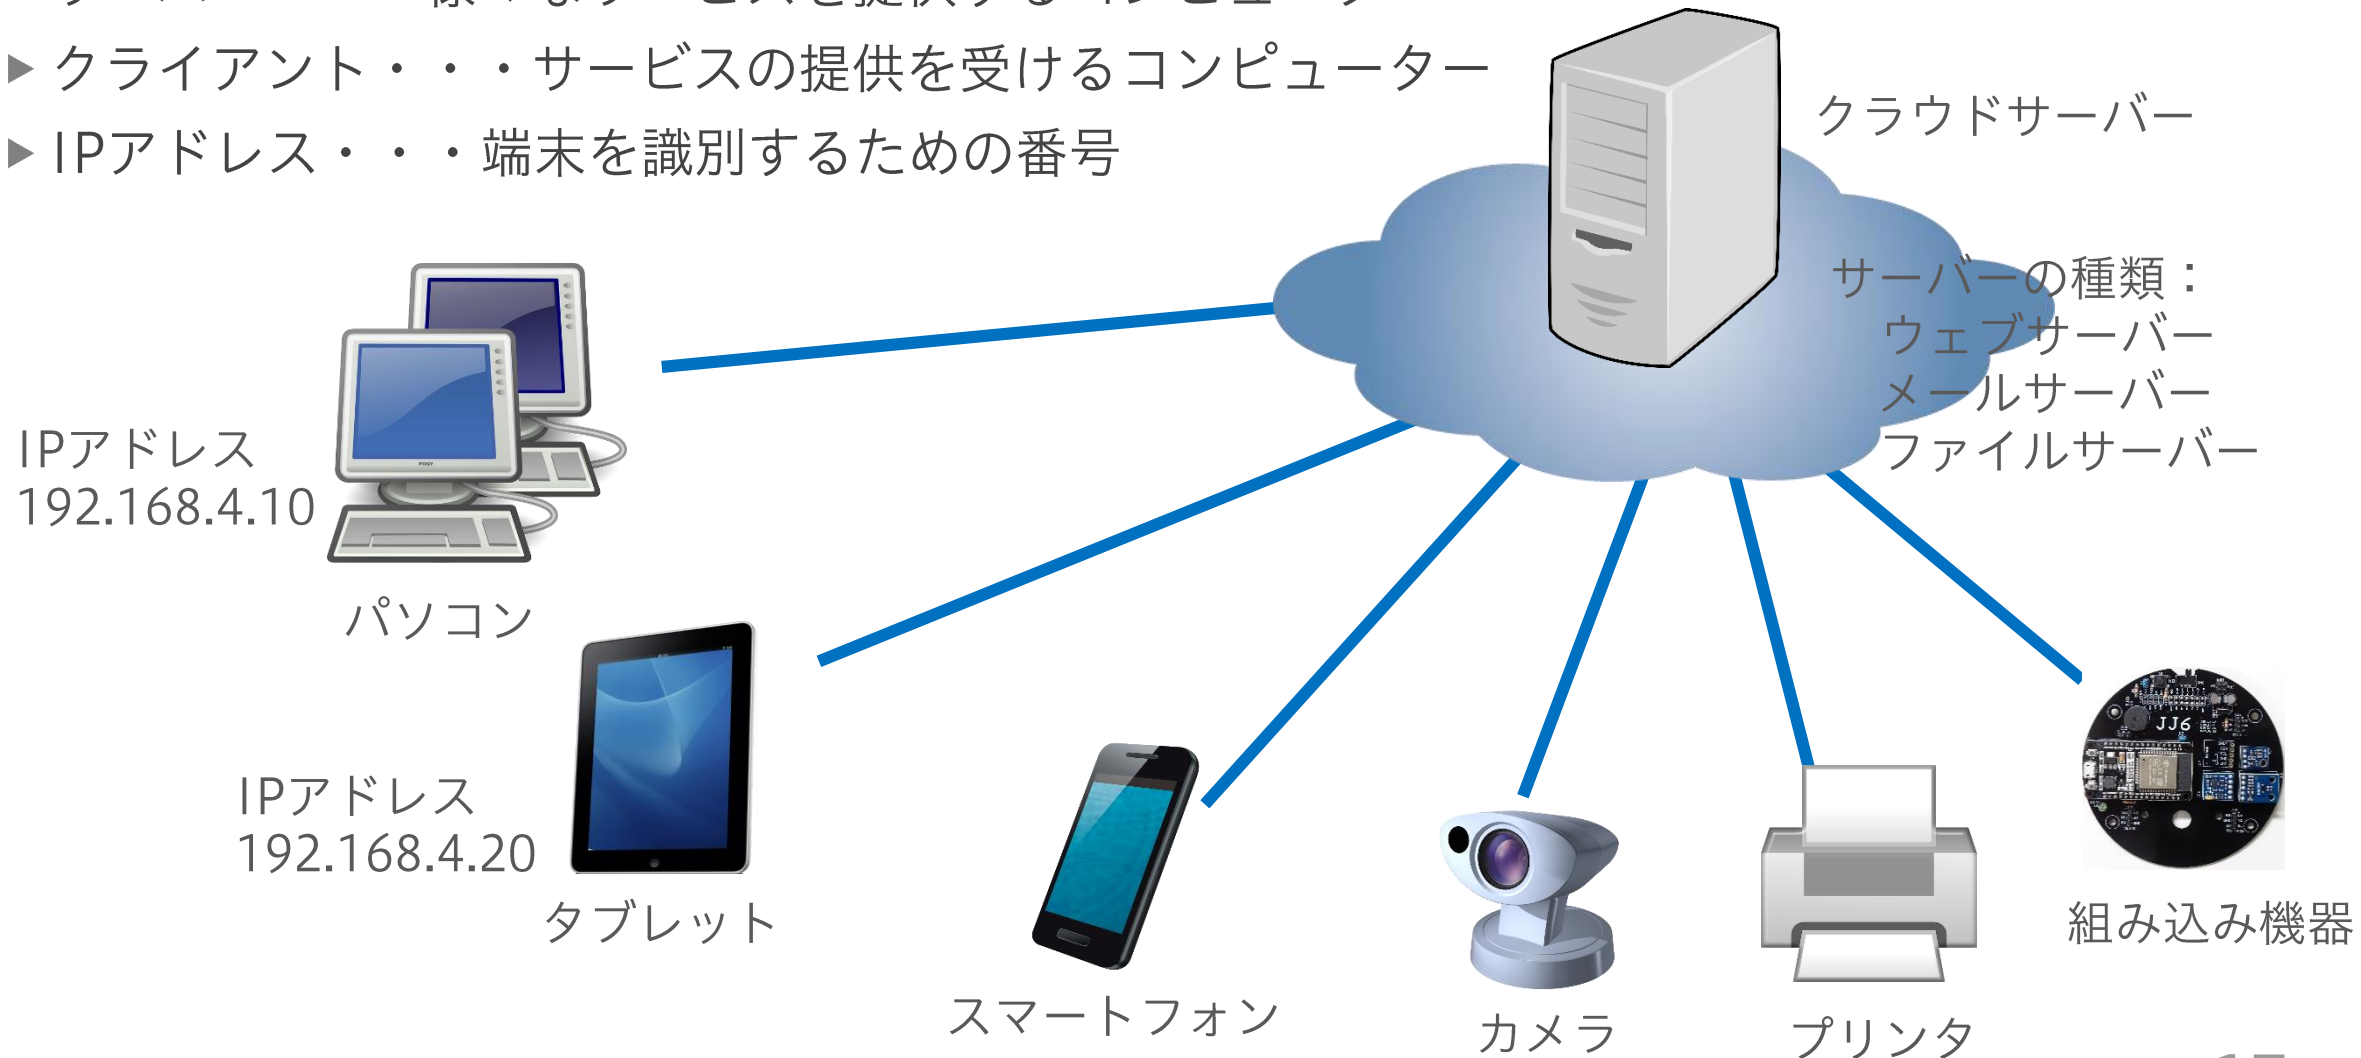 クライアント・・・サービスの提供を受けるコンピューター
IPアドレス・・・端末を識別するための番号
クラウドサーバー
サーバーの種類：
ウェブサーバー
メールサーバー
ファイルサーバー
IPアドレス
192.168.4.10
パソコン
IPアドレス
192.168.4.20
タブレット
スマートフォン
カメラ
プリンタ
JJ6
組み込み機器